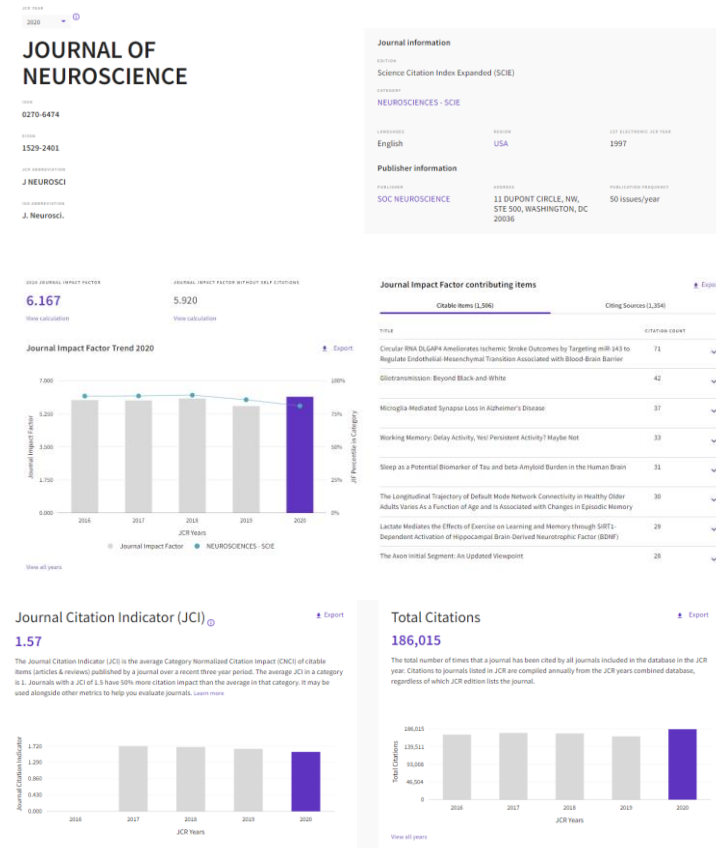 JCR YEAR
2020
JOURNAL OF
NEUROSCIENCE
ISSN
0270-6474
EISSN
1529-2401
JCR ABBREVIATION
J NEUROSCI
ISO ABBREVIATION
J. Neurosci.
Journal information
EDITION
Science Citation Index Expanded (SCIE)
CATEGORY
NEUROSCIENCES - SCIE
LANGUAGES
English
REGION
USA
1ST ELECTRONIC JCR YEAR
1997
Publisher information
PUBLISHER
SOC NEUROSCIENCE
ADDRESS
11 DUPONT CIRCLE, NW,
STE 500, WASHINGTON, DC
20036
PUBLICATION FREQUENCY
50 issues/year
2020 JOURNAL IMPACT FACTOR
6.167
View calculation
JOURNAL IMPACT FACTOR WITHOUT SELF CITATIONS
5.920
View calculation
Journal Impact Factor Trend 2020
Export
Journal Impact Factor
7.000
5.250
3.500
1.750
0.000
100%
75%
50%
25%
0%
JIF Percentile in Category
2016 2017 2018 2019 2020
JCR Years
Journal Impact Factor NEUROSCIENCES - SCIE
View all years
Journal Impact Factor contributing items
Expo
Citable items (1,506) Citing Sources (1,354)
TITLE CITATION COUNT
Circular RNA DLGAP4 Ameliorates Ischemic Stroke Outcomes by Targeting miR-143 to 71
Regulate Endothelial-Mesenchymal Transition Associated with Blood-Brain Barrier
Gliotransmission: Beyond Black-and-White 42
Microglia-Mediated Synapse Loss in Alzheimer's Disease 37
Working Memory: Delay Activity, Yes! Persistent Activity? Maybe Not 33
Sleep as a Potential Biomarker of Tau and beta-Amyloid Burden in the Human Brain 31
The Longitudinal Trajectory of Default Mode Network Connectivity in Healthy Older 30
Adults Varies As a Function of Age and Is Associated with Changes in Episodic Memory
Lactate Mediates the Effects of Exercise on Learning and Memory through SIRT1- 29
Dependent Activation of Hippocampal Brain-Derived Neurotrophic Factor (BDNF)
The Axon Initial Segment: An Updated Viewpoint 28
Journal Citation Indicator (JCI)
Export
1.57
The Journal Citation Indicator (JCI) is the average Category Normalized Citation Impact (CNCI) of citable
items (articles & reviews) published by a journal over a recent three year period. The average JCI in a category
is 1. Journals with a JCI of 1.5 have 50% more citation impact than the average in that category. It may be
used alongside other metrics to help you evaluate journals. Learn more
Journal Citation Indicator
1.720
1.290
0.860
0.430
0.000
2016 2017 2018 2019 2020
JCR Years
Total Citations
Export
186,015
The total number of times that a journal has been cited by all journals included in the database in the JCR
year. Citations to journals listed in JCR are compiled annually from the JCR years combined database,
regardless of which JCR edition lists the journal.
Total Citations
186,015
139,511
93,008
46,504
0
2016 2017 2018 2019 2020
JCR Years
View all years